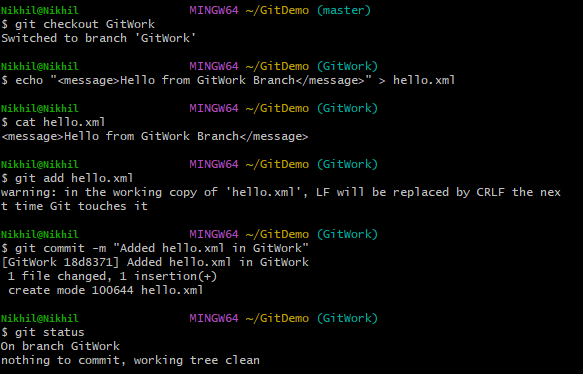 Nikhil@Nikhil MINGW64 ~/GitDemo (master)
$ git checkout GitWork
Switched to branch 'GitWork'
Nikhil@Nikhil MINGW64 ~/GitDemo (GitWork)
$ echo "<message>Hello from GitWork Branch</message>" > hello.xml
Nikhil@Nikhil MINGW64 ~/GitDemo (GitWork)
$ cat hello.xml
<message>Hello from GitWork Branch</message>
Nikhil@Nikhil MINGW64 ~/GitDemo (GitWork)
$ git add hello.xml
warning: in the working copy of 'hello.xml', LF will be replaced by CRLF the nex
t time Git touches it
Nikhil@Nikhil MINGW64 ~/GitDemo (GitWork)
$ git commit -m "Added hello.xml in GitWork"
[GitWork 18d8371] Added hello.xml in GitWork
 1 file changed, 1 insertion(+)
 create mode 100644 hello.xml
Nikhil@Nikhil MINGW64 ~/GitDemo (GitWork)
$ git status
On branch GitWork
nothing to commit, working tree clean